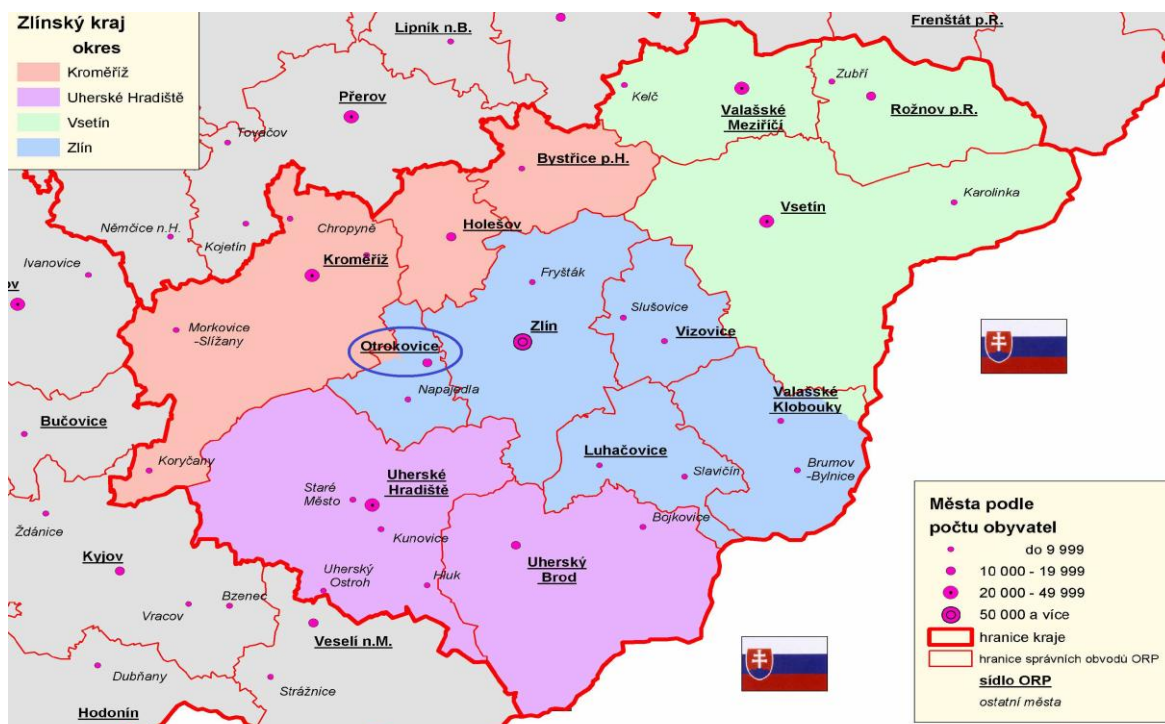 Zlínský kraj
okres
Kroměříž
Uherské Hradiště
Vsetín
Zlín
Lipník n.B.
Frenštát p.R.
Přerov
Tovačov
Kelč
Valašské
Meziříčí
Zubří
Rožnov p.R.
Bystřice p.H.
Karolinka
Vsetín
Němčice n.H.
Kojetín
Chropyně
Holešov
Kroměříž
Ivanovice
ov
Fryšták
Morkovice
-Slížany
Otrokovice
Zlín
Slušovice
Vizovice
Napajedla
Valašské
Klobouky
Bučovice
Koryčany
Luhačovice
Slavičín
Brumov
-Bylnice
Uherské
Hradiště
Staré
Město
Kunovice
Bojkovice
Ždánice
Kyjov
Uherský
Ostroh
Hluk
Uherský
Brod
Vracov
Bzenec
Veselí n.M.
Dubňany
Strážnice
Hodonín
Města podle
počtu obyvatel
do 9 999
10 000 - 19 999
20 000 - 49 999
50 000 a více
hranice kraje
hranice správních obvodů ORP
sídlo ORP
ostatní města